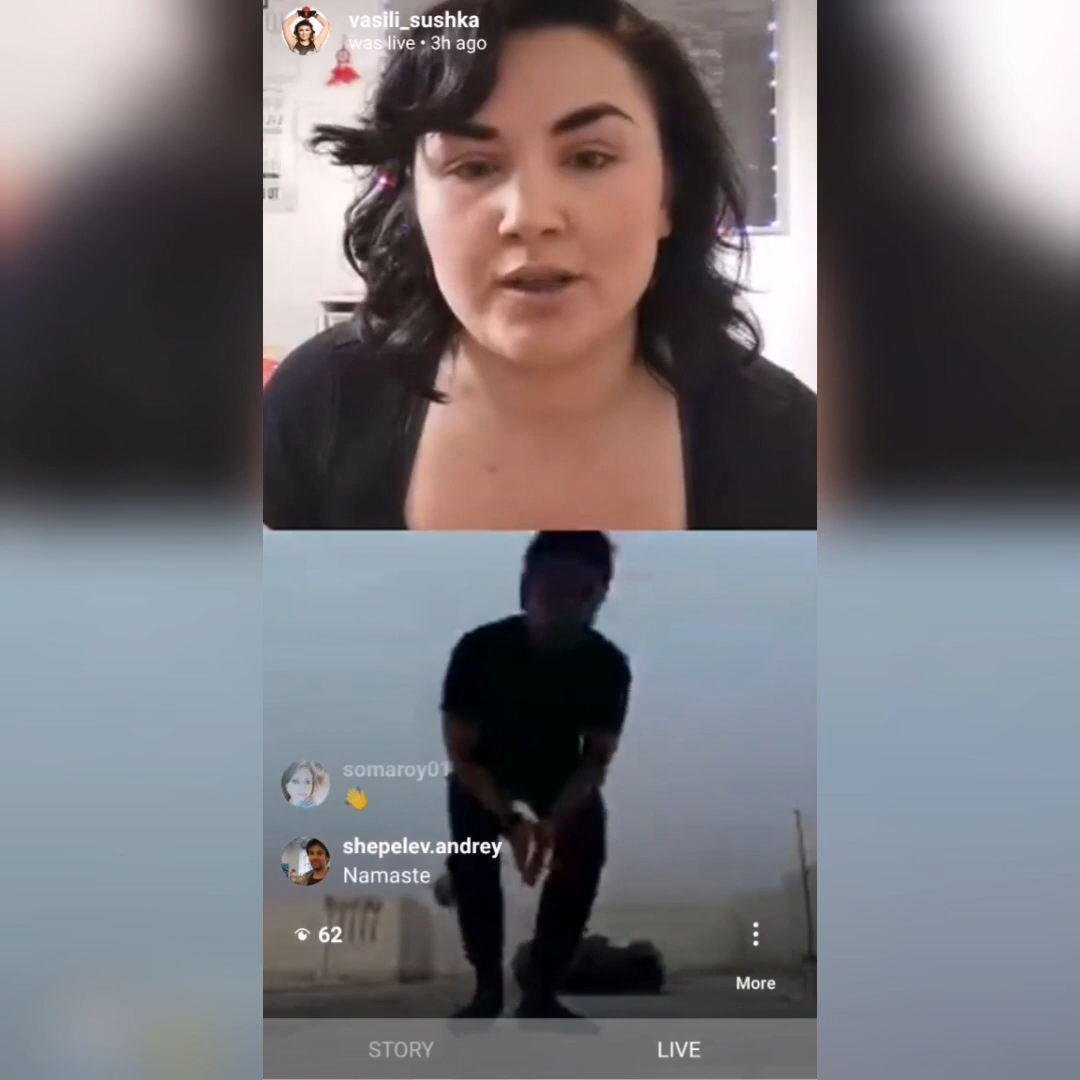 vasili_sushka
was live • 3h ago
somaroy01
👋
shepelev.andrey
Namaste
62
More
STORY
LIVE